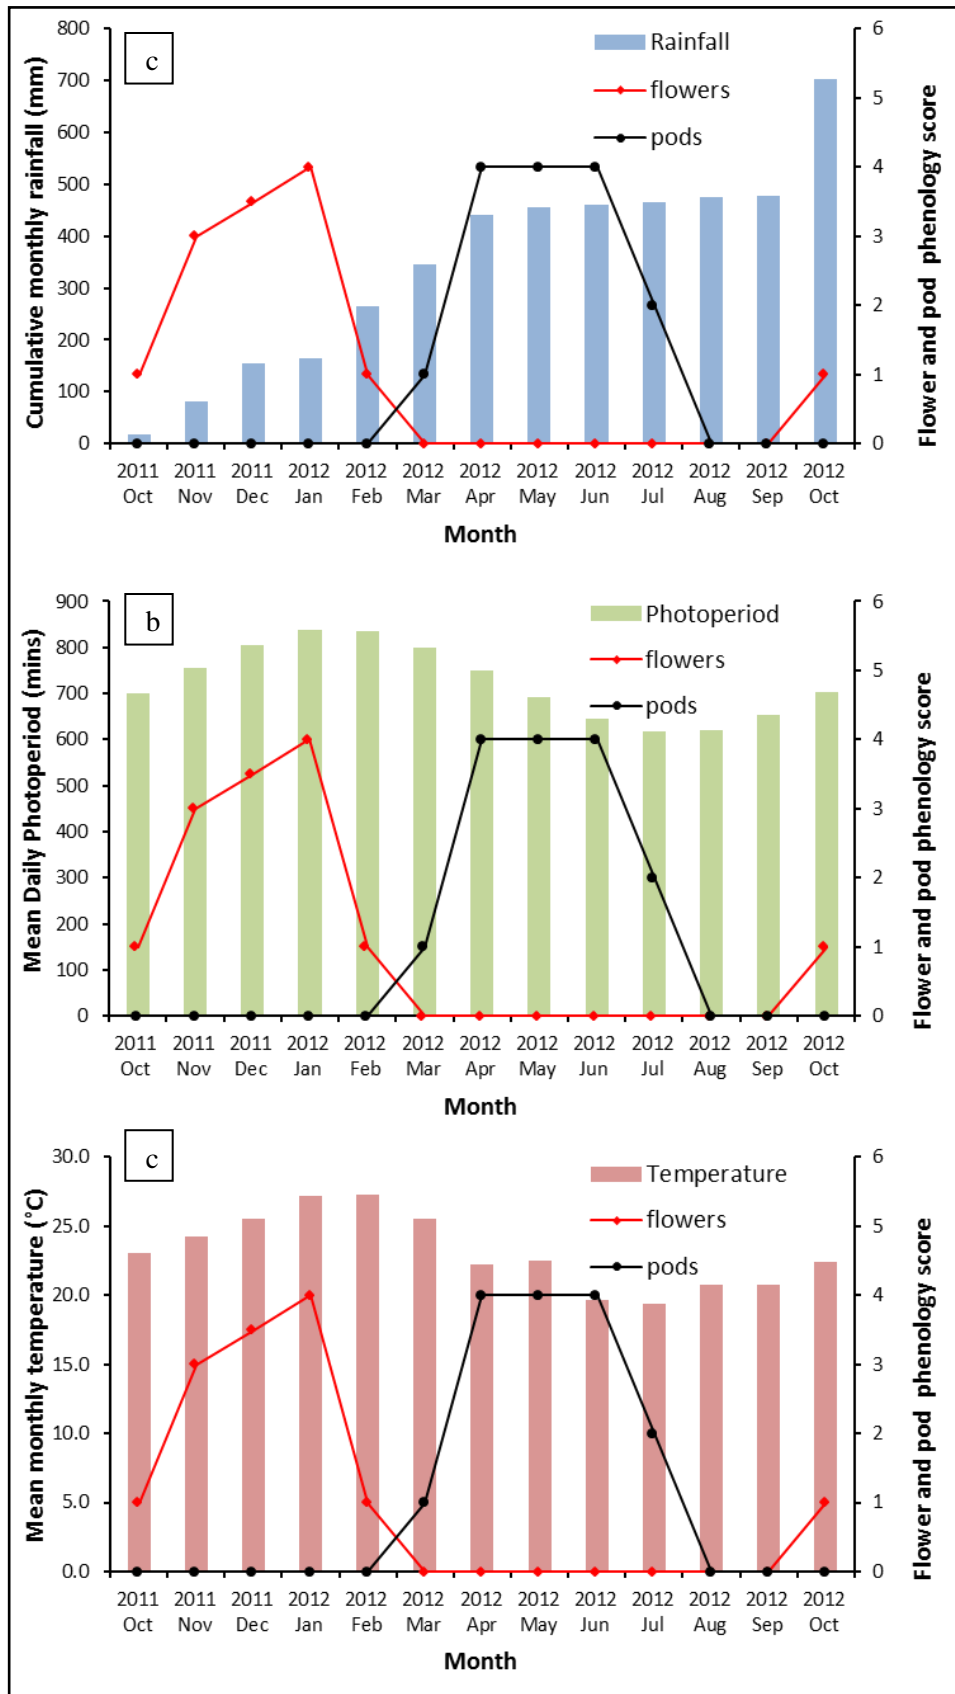 c
Rainfall
flowers
pods
Cumulative monthly rainfall (mm)
800
700
600
500
400
300
200
100
0
6
5
4
3
2
1
0
Flower and pod phenology score
2011 2011 2011 2012 2012 2012 2012 2012 2012 2012 2012 2012 2012
Oct Nov Dec Jan Feb Mar Apr May Jun Jul Aug Sep Oct
Month
b
Photoperiod
flowers
pods
Mean Daily Photoperiod (mins)
900
800
700
600
500
400
300
200
100
0
6
5
4
3
2
1
0
Flower and pod phenology score
2011 2011 2011 2012 2012 2012 2012 2012 2012 2012 2012 2012 2012
Oct Nov Dec Jan Feb Mar Apr May Jun Jul Aug Sep Oct
Month
c
Temperature
flowers
pods
Mean monthly temperature (°C)
30.0
25.0
20.0
15.0
10.0
5.0
0.0
6
5
4
3
2
1
0
Flower and pod phenology score
2011 2011 2011 2012 2012 2012 2012 2012 2012 2012 2012 2012 2012
Oct Nov Dec Jan Feb Mar Apr May Jun Jul Aug Sep Oct
Month